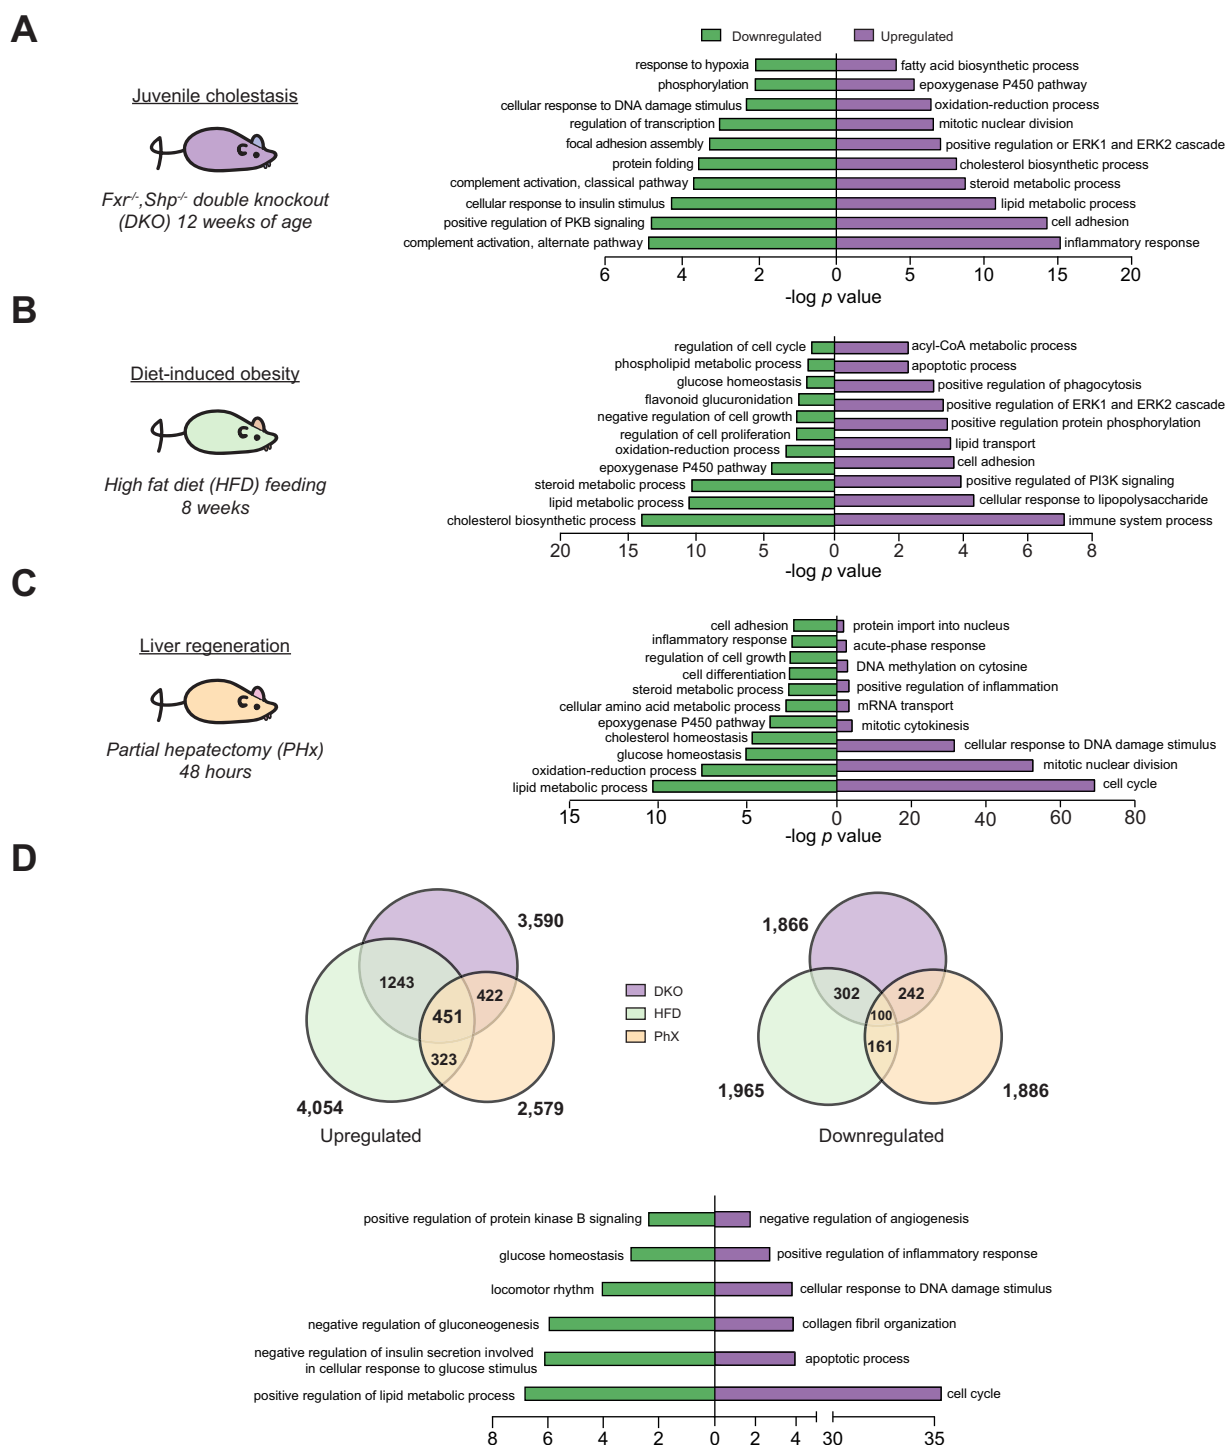 A
Downregulated
Upregulated
Juvenile cholestasis
Fxr-/-,Shp-/- double knockout
(DKO) 12 weeks of age
response to hypoxia
fatty acid biosynthetic process
phosphorylation
epoxygenase P450 pathway
cellular response to DNA damage stimulus
oxidation-reduction process
regulation of transcription
mitotic nuclear division
focal adhesion assembly
positive regulation or ERK1 and ERK2 cascade
protein folding
cholesterol biosynthetic process
complement activation, classical pathway
steroid metabolic process
cellular response to insulin stimulus
lipid metabolic process
positive regulation of PKB signaling
cell adhesion
complement activation, alternate pathway
inflammatory response
6 4 2 0 5 10 15 20
-log p value
B
Diet-induced obesity
High fat diet (HFD) feeding
8 weeks
regulation of cell cycle
acyl-CoA metabolic process
phospholipid metabolic process
apoptotic process
glucose homeostasis
positive regulation of phagocytosis
flavonoid glucuronidation
positive regulation of ERK1 and ERK2 cascade
negative regulation of cell growth
positive regulation protein phosphorylation
regulation of cell proliferation
lipid transport
oxidation-reduction process
cell adhesion
epoxygenase P450 pathway
positive regulated of PI3K signaling
steroid metabolic process
cellular response to lipopolysaccharide
lipid metabolic process
immune system process
cholesterol biosynthetic process
20 15 10 5 0 2 4 6 8
-log p value
C
Liver regeneration
Partial hepatectomy (PHx)
48 hours
cell adhesion
protein import into nucleus
inflammatory response
acute-phase response
regulation of cell growth
DNA methylation on cytosine
cell differentiation
positive regulation of inflammation
steroid metabolic process
mRNA transport
cellular amino acid metabolic process
mitotic cytokinesis
epoxygenase P450 pathway
cholesterol homeostasis
cellular response to DNA damage stimulus
glucose homeostasis
mitotic nuclear division
oxidation-reduction process
cell cycle
lipid metabolic process
15 10 5 0 20 40 60 80
-log p value
D
3,590
1243
422
451
323
4,054
2,579
Upregulated
DKO
HFD
PhX
1,866
302
242
100
161
1,965
1,886
Downregulated
positive regulation of protein kinase B signaling
negative regulation of angiogenesis
glucose homeostasis
positive regulation of inflammatory response
locomotor rhythm
cellular response to DNA damage stimulus
negative regulation of gluconeogenesis
collagen fibril organization
negative regulation of insulin secretion involved
in cellular response to glucose stimulus
apoptotic process
positive regulation of lipid metabolic process
cell cycle
8 6 4 2 0 2 4 30 35